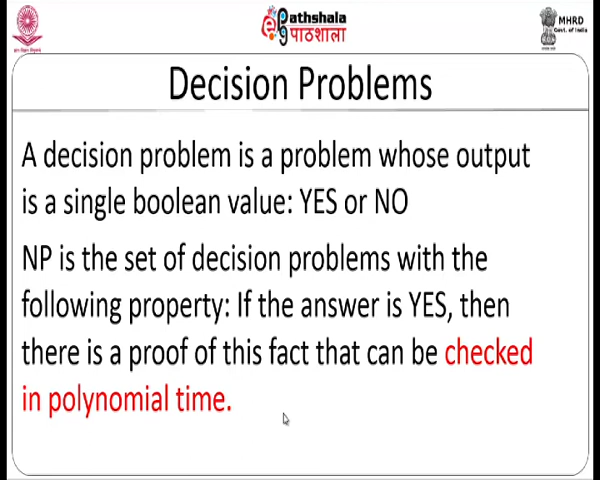 Pathshala
पाठशाला
MHRD
Govt. of India
Decision Problems
A decision problem is a problem whose output
is a single boolean value: YES or NO
NP is the set of decision problems with the
following property: If the answer is YES, then
there is a proof of this fact that can be checked
in polynomial time.